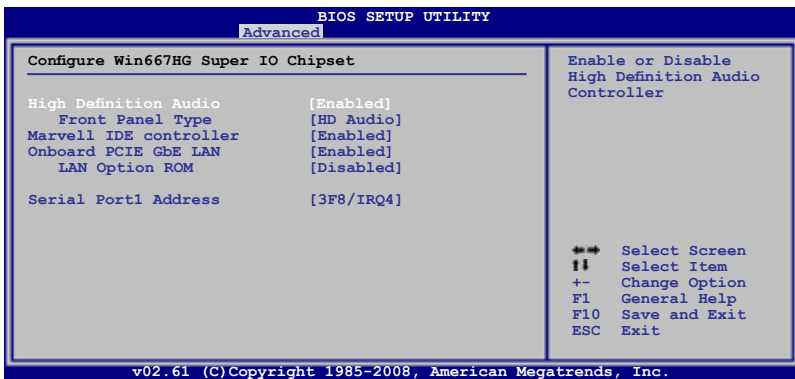 BIOS SETUP UTILITY
Advanced
Configure Win667HG Super IO Chipset
High Definition Audio [Enabled]
Front Panel Type [HD Audio]
Marvell IDE controller [Enabled]
Onboard PCIE GbE LAN [Enabled]
LAN Option ROM [Disabled]
Serial Port1 Address [3F8/IRQ4]
Enable or Disable
High Definition Audio
Controller
←→ Select Screen
↑↓ Select Item
+- Change Option
F1 General Help
F10 Save and Exit
ESC Exit
v02.61 (C)Copyright 1985-2008, American Megatrends, Inc.